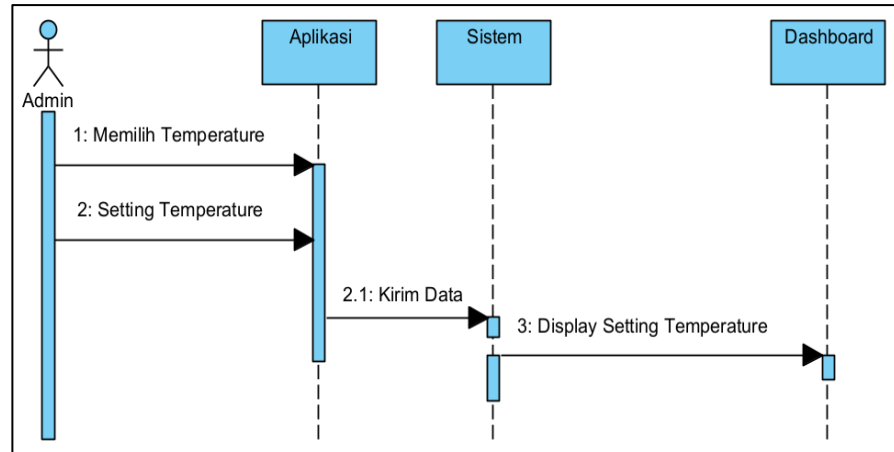 Aplikasi
Sistem
Dashboard
Admin
1: Memilih Temperature
2: Setting Temperature
2.1: Kirim Data
3: Display Setting Temperature